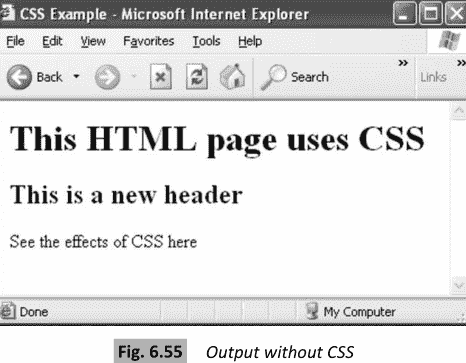 CSS Example - Microsoft Internet Explorer
File Edit View Favorites Tools Help
Back Search » Links »
This HTML page uses CSS
This is a new header
See the effects of CSS here
Done My Computer
Fig. 6.55 Output without CSS